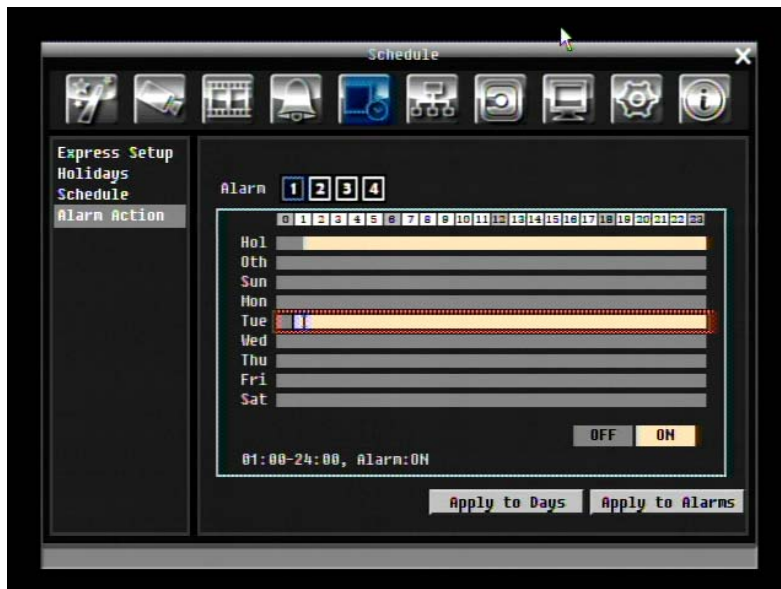 Schedule
Express Setup
Holidays
Schedule
Alarm Action
Alarm 1 2 3 4
0 1 2 3 4 5 6 7 8 9 10 11 12 13 14 15 16 17 18 19 20 21 22 23
Hol
Oth
Sun
Mon
Tue
Wed
Thu
Fri
Sat
OFF ON
01:00-24:00, Alarm:ON
Apply to Days Apply to Alarms